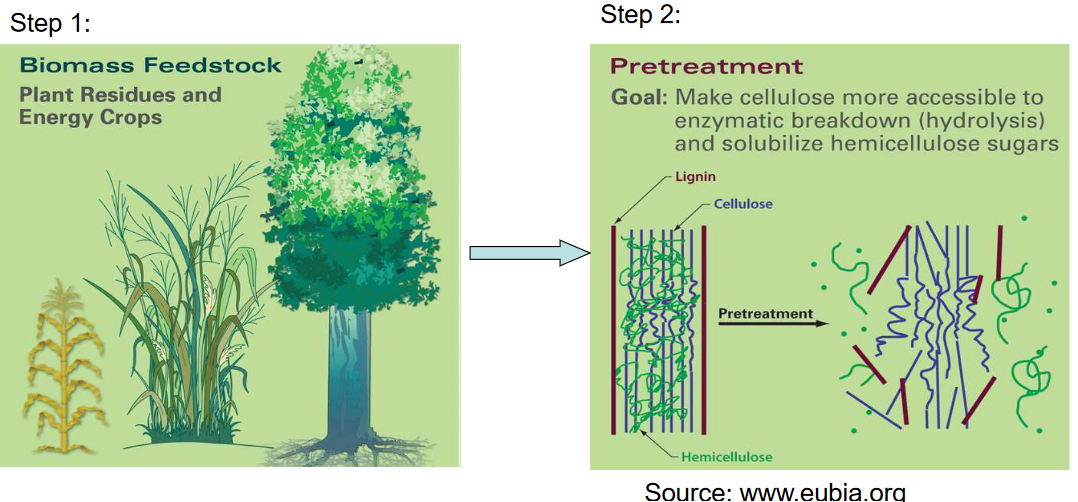 Step 1:
Biomass Feedstock
Plant Residues and
Energy Crops
Step 2:
Pretreatment
Goal: Make cellulose more accessible to
enzymatic breakdown (hydrolysis)
and solubilize hemicellulose sugars
Lignin
Cellulose
Pretreatment
Hemicellulose
Source: www.eubia.org